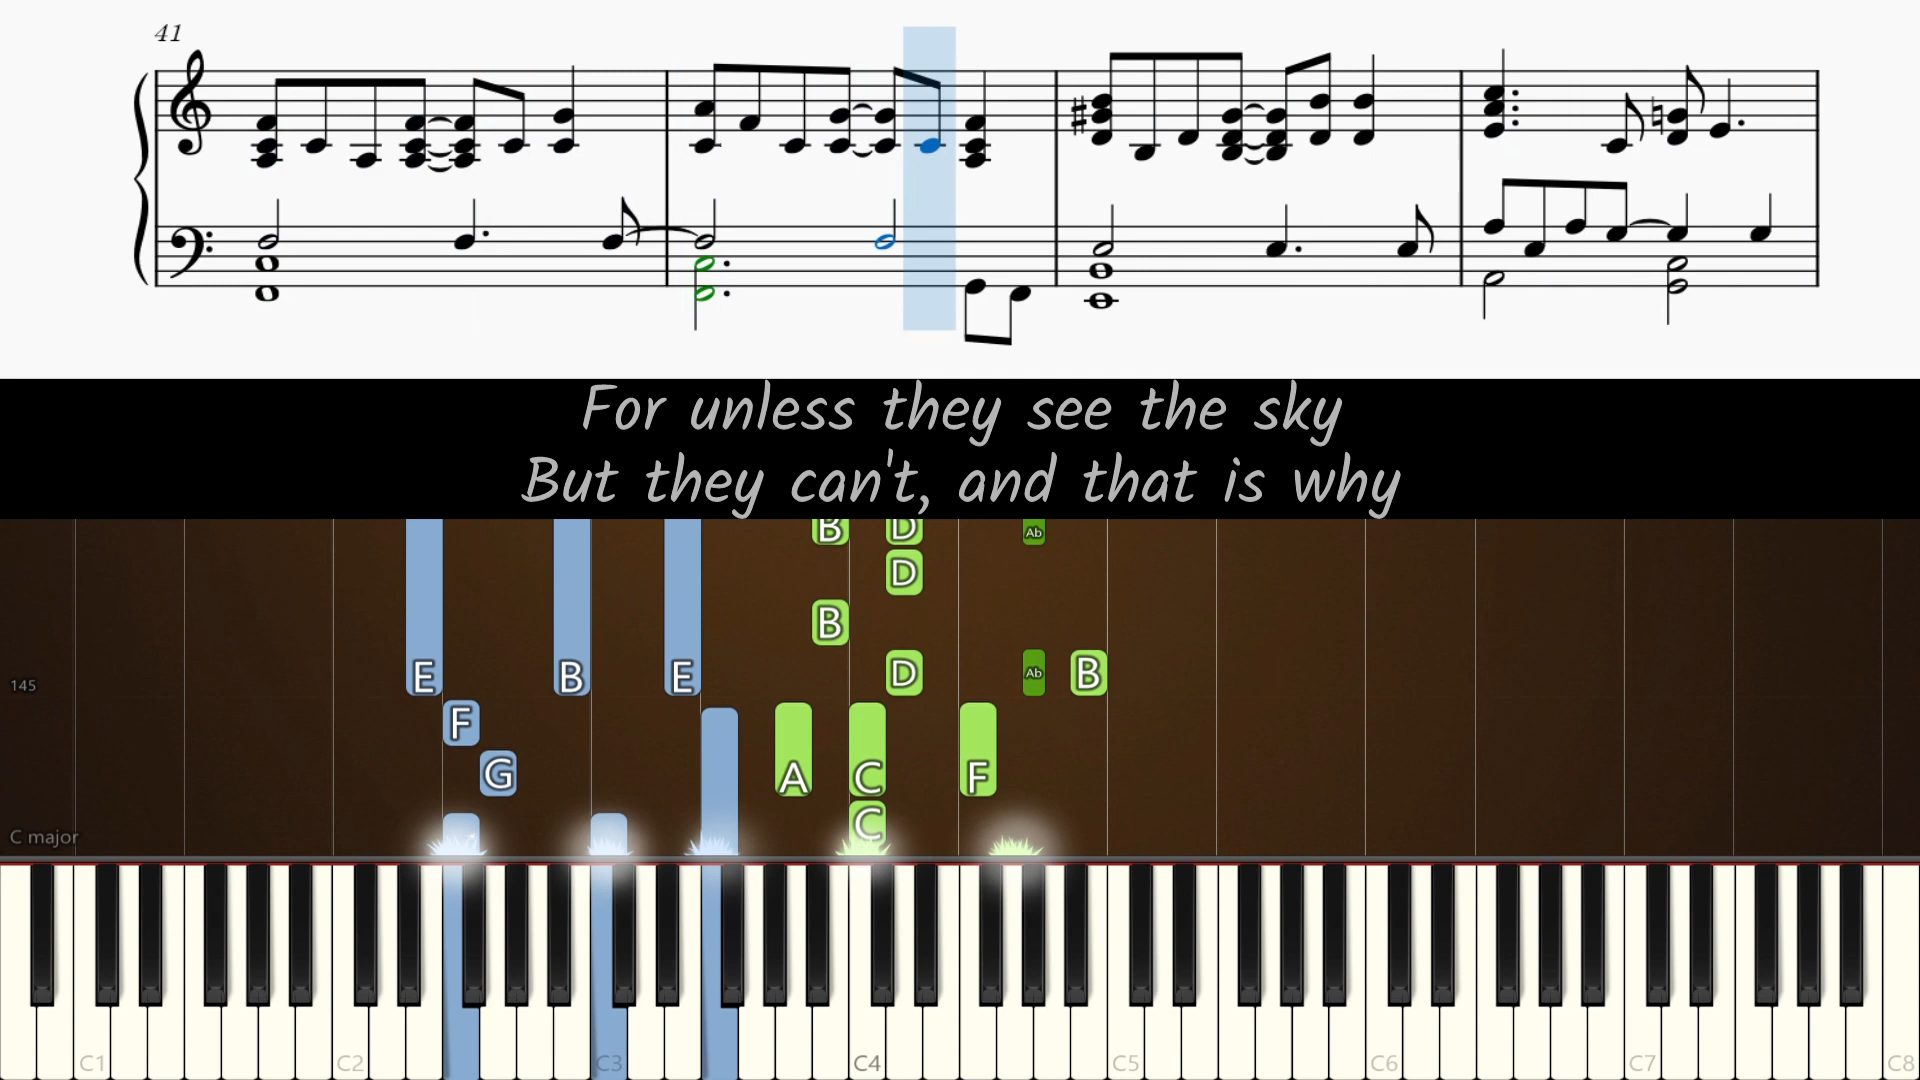 41
For unless they see the sky
But they can't, and that is why
B D Ab
D
B
E B E D Ab B
145
F
G A C F
C major C
C1 C2 C3 C4 C5 C6 C7 C8